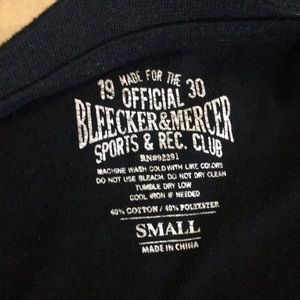 MADE FOR THE
19 OFFICIAL 30
BLEECKER&MERCER
SPORTS & REC. CLUB
RN#92291
MACHINE WASH COLD WITH LIKE COLORS
DO NOT USE BLEACH. DO NOT DRY CLEAN
TUMBLE DRY LOW
COOL IRON IF NEEDED
60% COTTON / 40% POLYESTER
SMALL
MADE IN CHINA